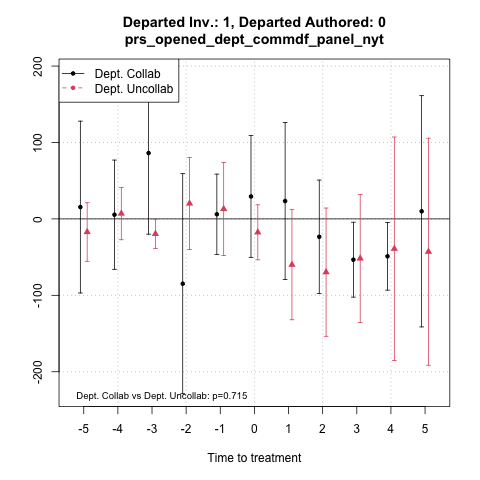 Departed Inv.: 1, Departed Authored: 0
prs_opened_dept_commdf_panel_nyt
Dept. Collab
Dept. Uncollab
200
100
0
-100
-200
Dept. Collab vs Dept. Uncollab: p=0.715
-5 -4 -3 -2 -1 0 1 2 3 4 5
Time to treatment